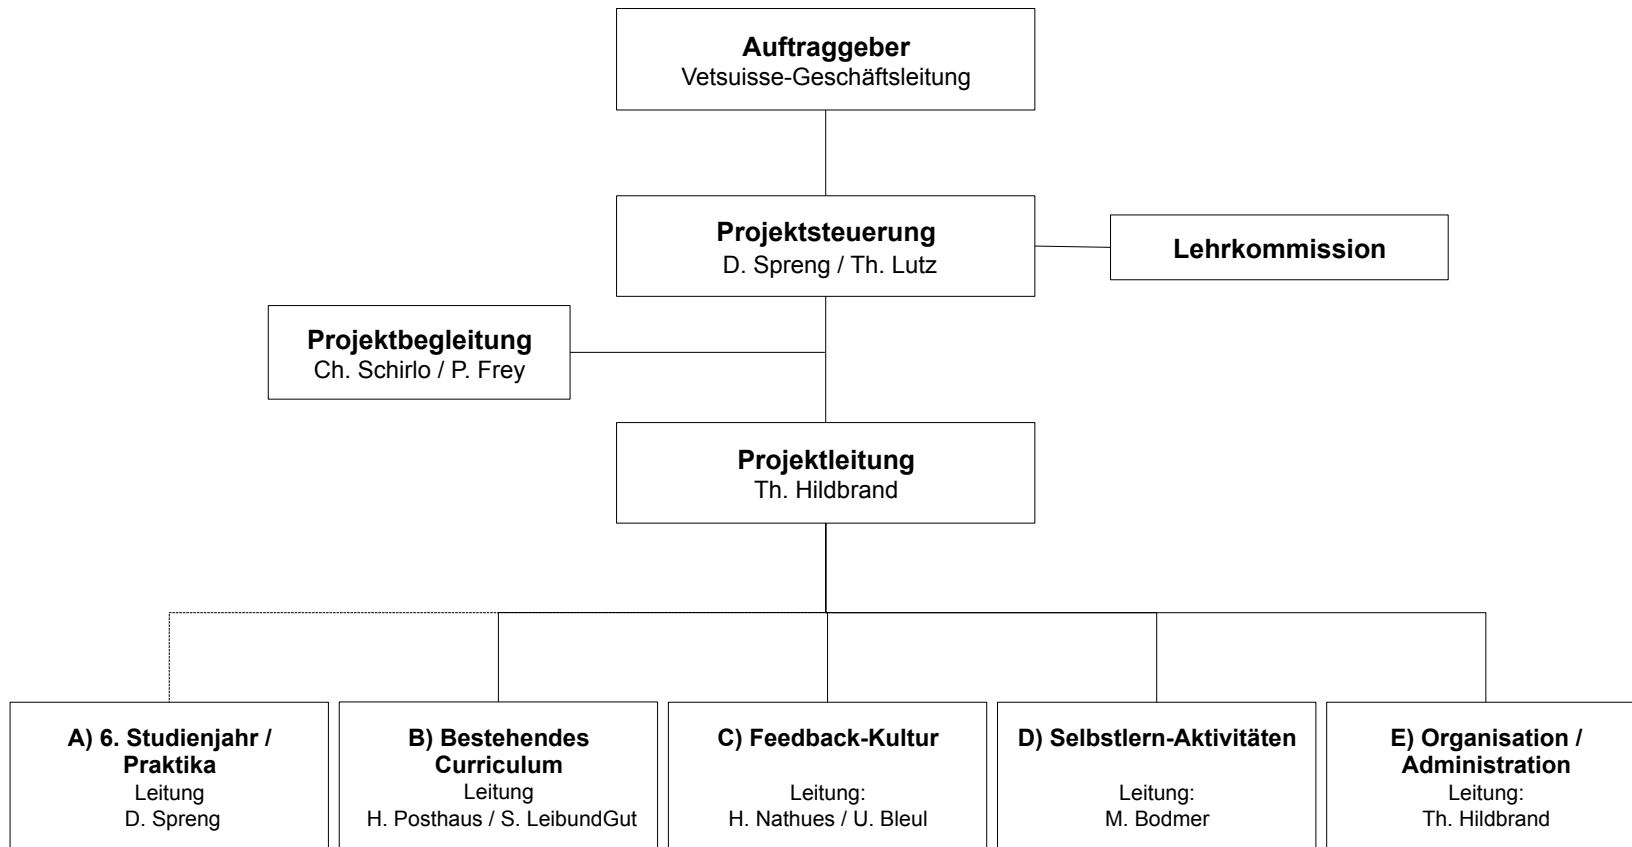 Auftraggeber
Vetsuisse-Geschäftsleitung
Projektsteuerung
D. Spreng / Th. Lutz
Lehrkommission
Projektbegleitung
Ch. Schirlo / P. Frey
Projektleitung
Th. Hildbrand
A) 6. Studienjahr /
Praktika
Leitung
D. Spreng
B) Bestehendes
Curriculum
Leitung
H. Posthaus / S. LeibundGut
C) Feedback-Kultur
Leitung:
H. Nathues / U. Bleul
D) Selbstlern-Aktivitäten
Leitung:
M. Bodmer
E) Organisation /
Administration
Leitung:
Th. Hildbrand